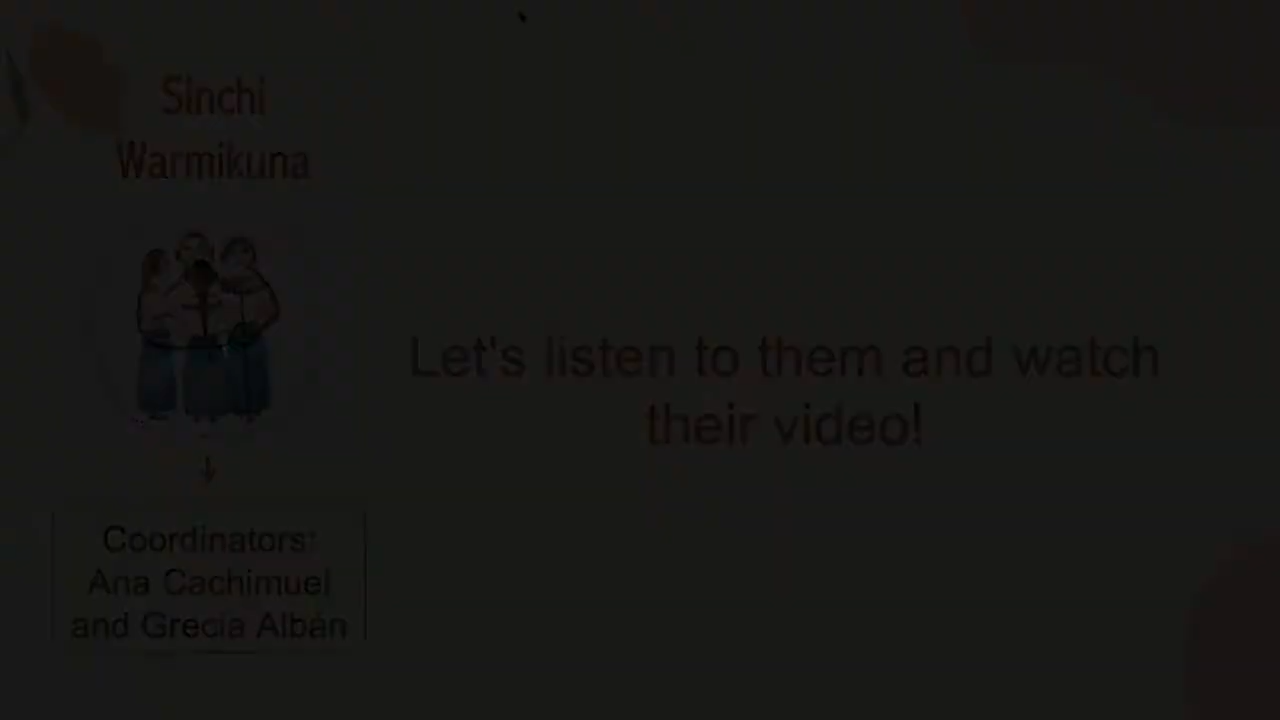 Sinchi
Warmikuna
Let's listen to them and watch
their video!
Coordinators:
Ana Cachimuel
and Grecia Albán